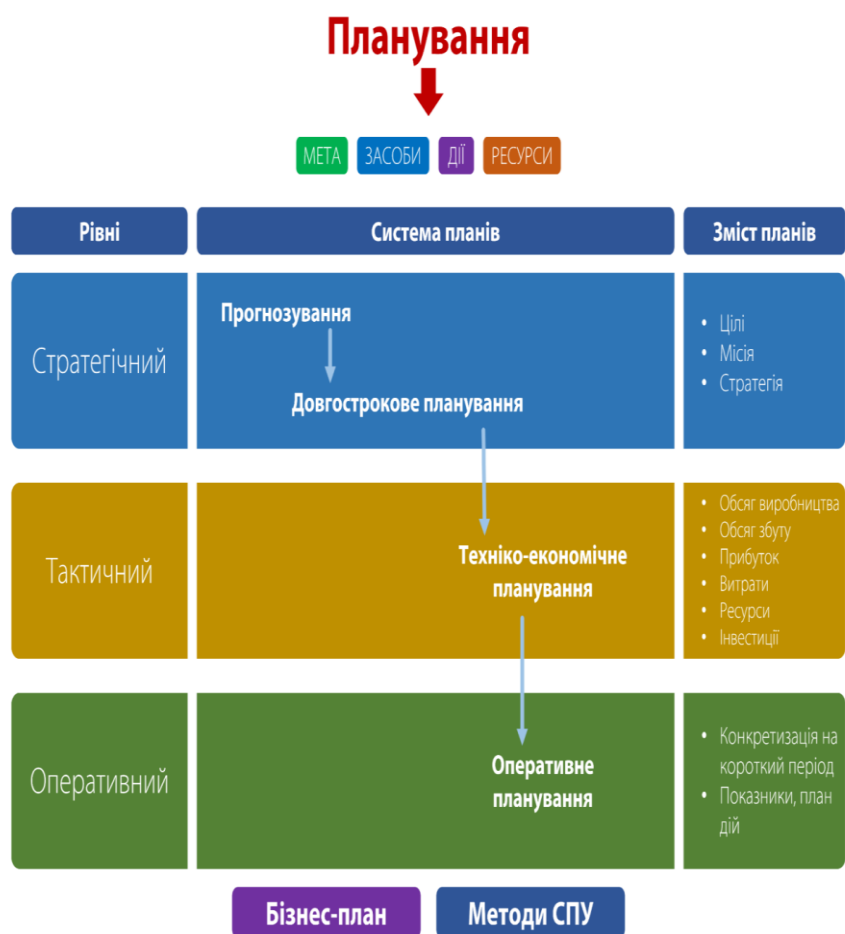 Планування
МЕТА ЗАСОБИ ДІЇ РЕСУРСИ
Рівні Система планів Зміст планів
Стратегічний
Прогнозування
Довгострокове планування
• Цілі
• Місія
• Стратегія
Тактичний
Техніко-економічне
планування
• Обсяг виробництва
• Обсяг збуту
• Прибуток
• Витрати
• Ресурси
• Інвестиції
Оперативний
Оперативне
планування
• Конкретизація на
короткий період
• Показники, план
дій
Бізнес-план Методи СПУ